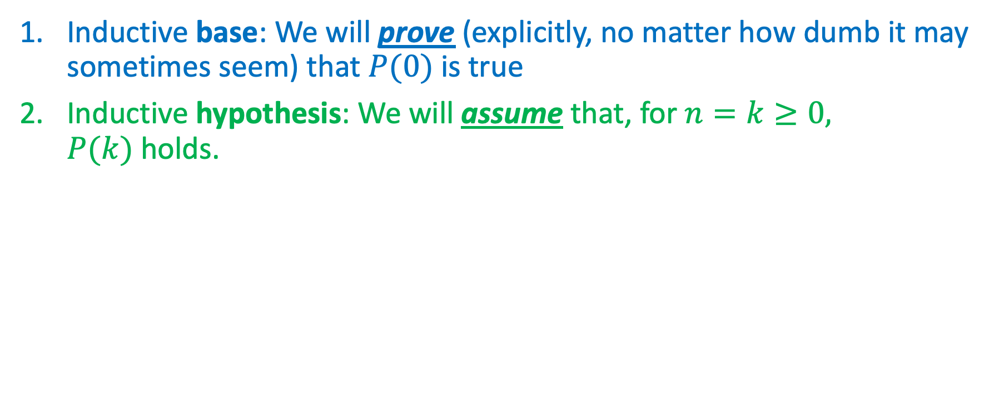 1. Inductive base: We will prove (explicitly, no matter how dumb it may
sometimes seem) that P(0) is true
2. Inductive hypothesis: We will assume that, for n = k ≥ 0,
P(k) holds.